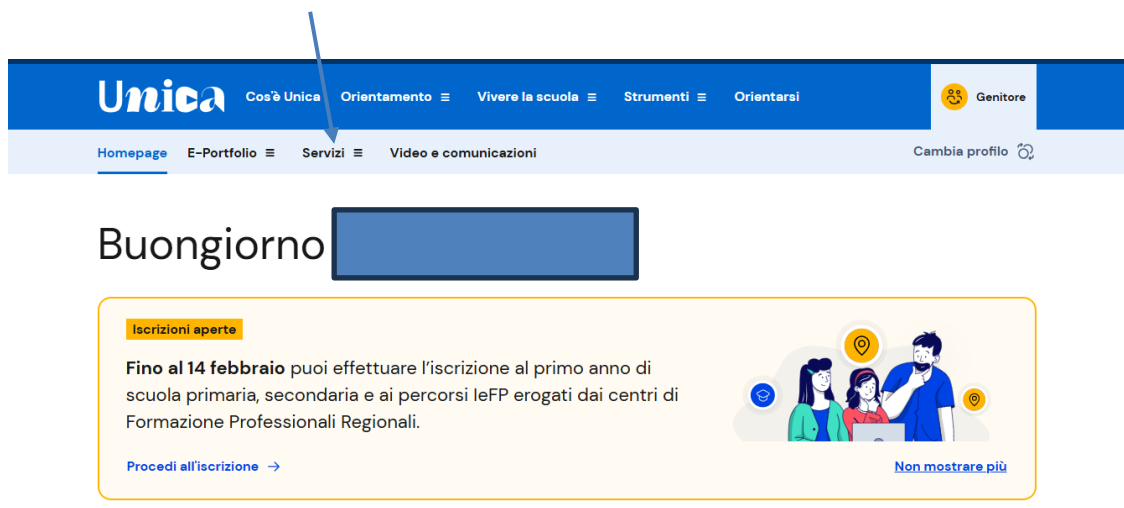 Unica Cos'è Unica Orientamento Vivere la scuola Strumenti Orientarsi Genitore
Homepage E-Portfolio Servizi Video e comunicazioni Cambia profilo
Buongiorno
Iscrizioni aperte
Fino al 14 febbraio puoi effettuare l'iscrizione al primo anno di
scuola primaria, secondaria e ai percorsi IeFP erogati dai centri di
Formazione Professionali Regionali.
Procedi all'iscrizione → Non mostrare più